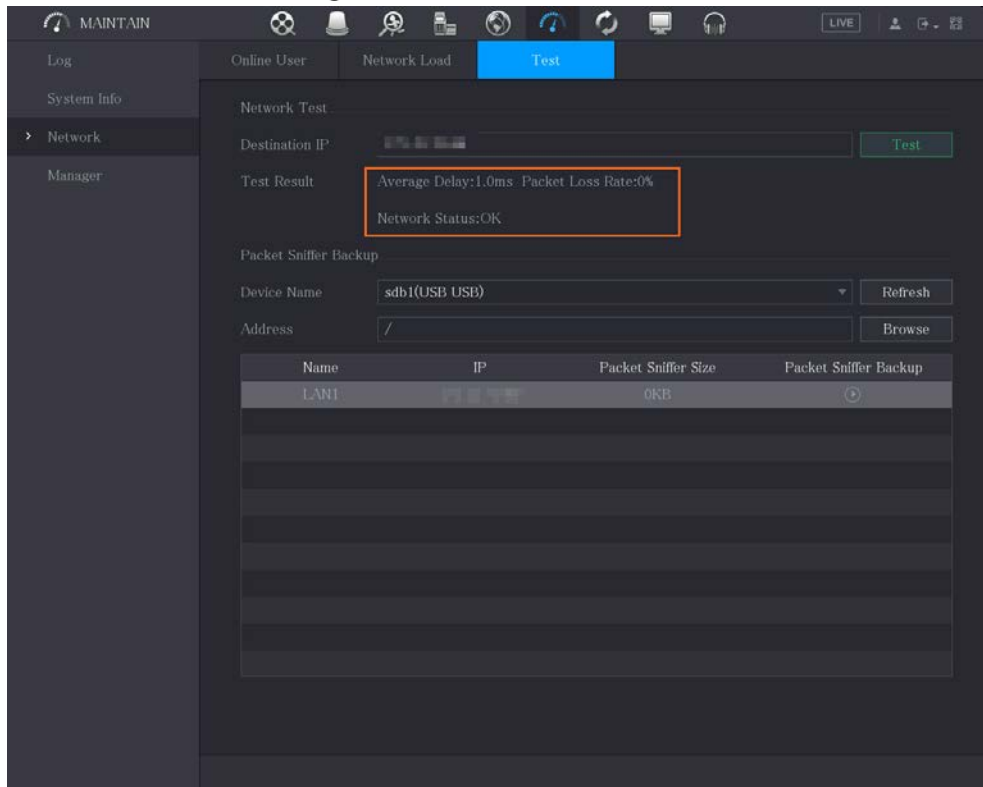 MAINTAIN LIVE
Log
System Info
Network
Manager
Online User Network Load Test
Network Test
Destination IP Test
Test Result Average Delay:1.0ms Packet Loss Rate:0%
Network Status:OK
Packet Sniffer Backup
Device Name sdb1(USB USB) Refresh
Address / Browse
Name IP Packet Sniffer Size Packet Sniffer Backup
LAN1 0KB